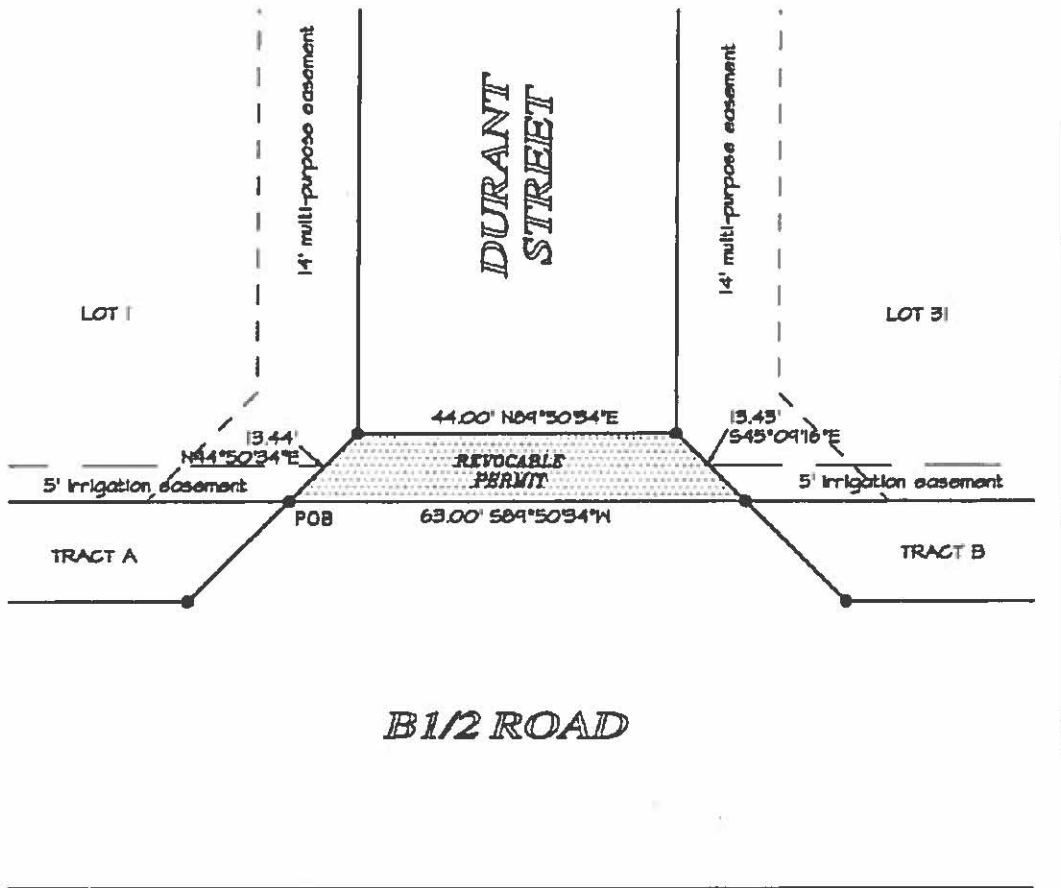 14' multi-purpose easement
DURANT
STREET
14' multi-purpose easement
LOT 1
LOT 31
44.00' N89°50'34"E
13.44'
N44°50'34"E
13.43'
S45°09'16"E
REVOCABLE
PERMIT
5' irrigation easement
5' irrigation easement
POB
63.00' S89°50'34"W
TRACT A
TRACT B
B 1/2 ROAD